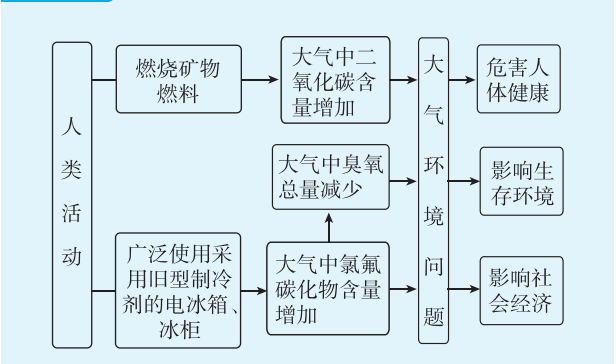 人类活动
燃烧矿物
燃料
大气中二
氧化碳含
量增加
大气中臭氧
总量减少
广泛使用采
用旧型制冷
剂的电冰箱、
冰柜
大气中氯氟
碳化物含量
增加
大气环境问题
危害人
体健康
影响生
存环境
影响社
会经济